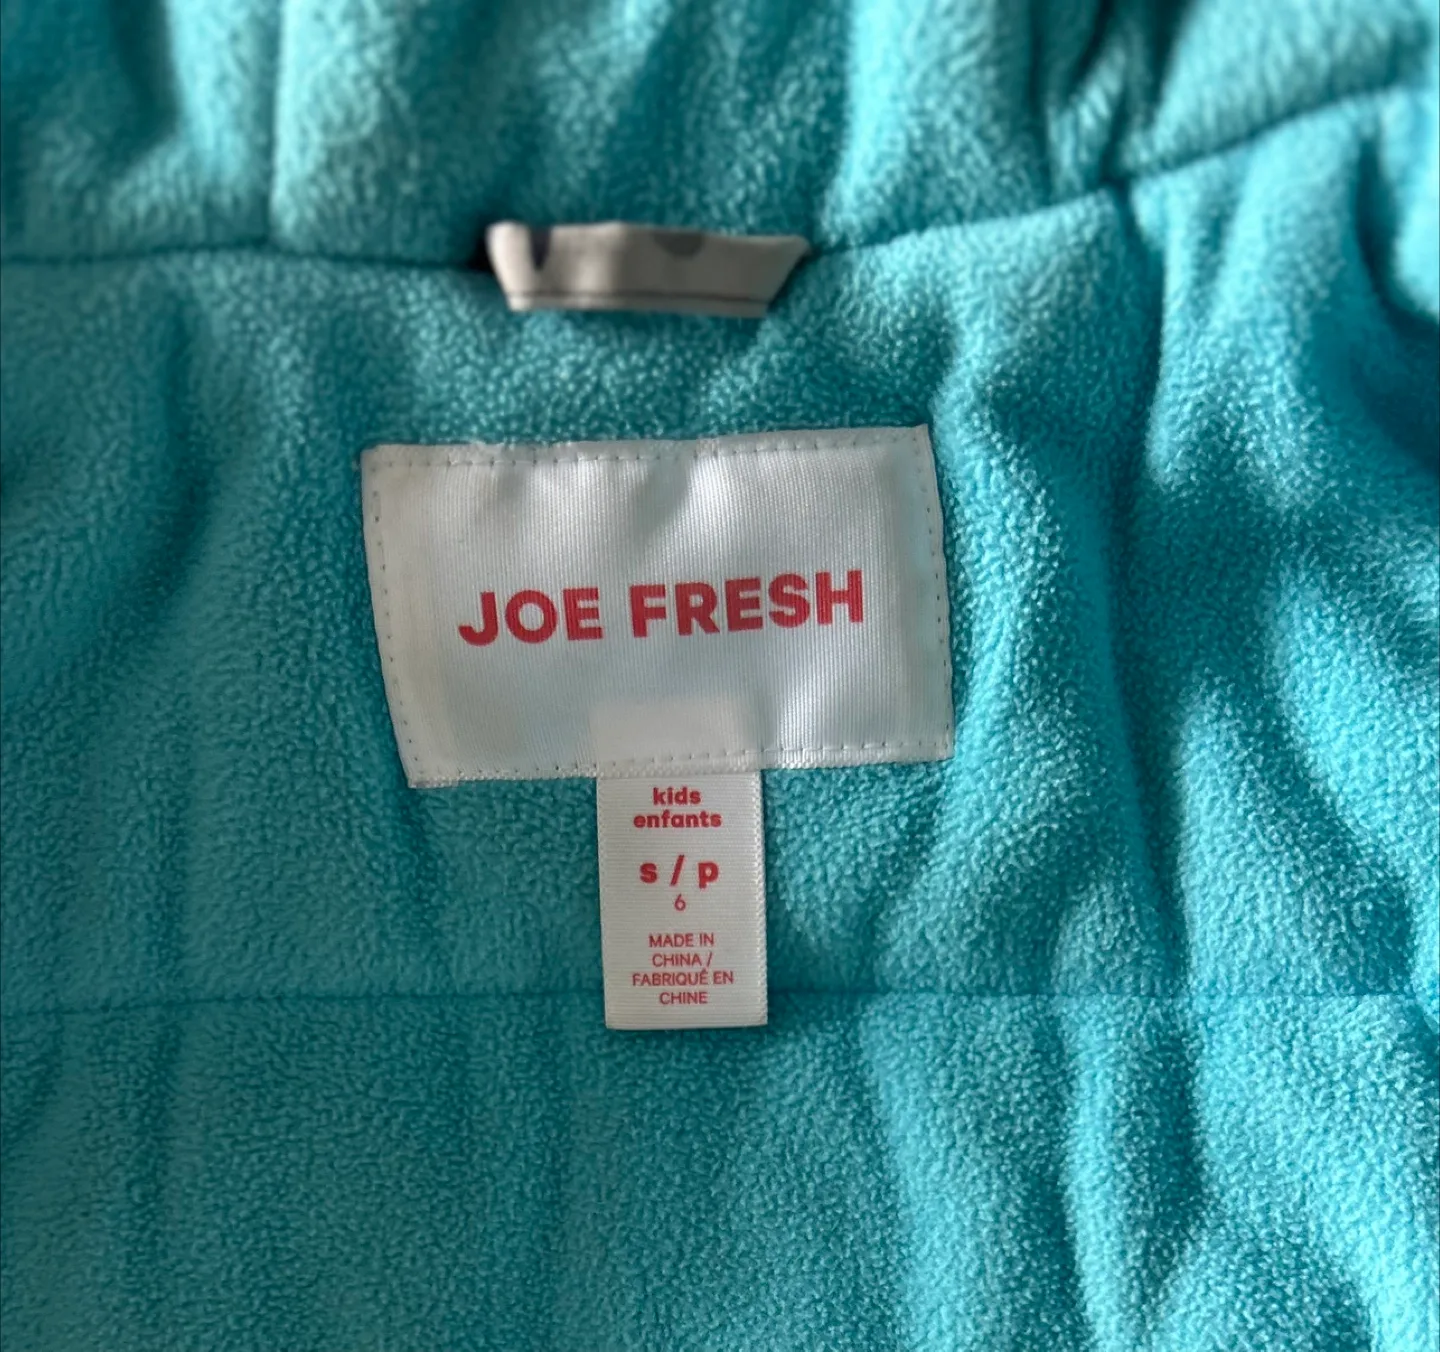 JOE FRESH
kids
enfants
s / p
6
MADE IN
CHINA /
FABRIQUÉ EN
CHINE